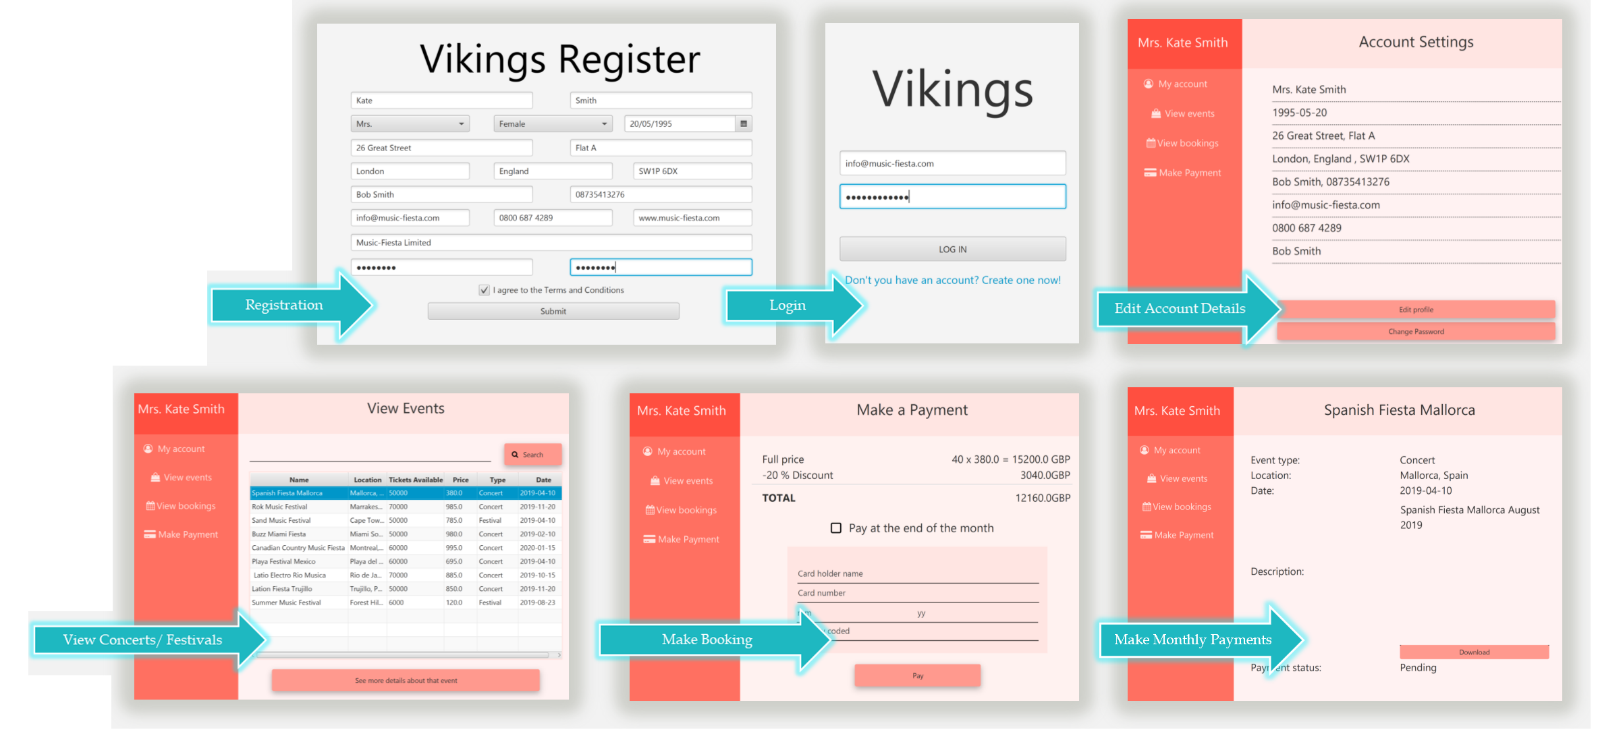 Vikings Register
Kate Smith
Mrs. Female 20/05/1995
26 Great Street Flat A
London England SW1P 6DX
Bob Smith 08735413276
info@music-fiesta.com 0800 687 4289 www.music-fiesta.com
Music-Fiesta Limited
I agree to the Terms and Conditions
Submit
Registration
Vikings
info@music-fiesta.com
LOG IN
Don't you have an account? Create one now!
Login
Mrs. Kate Smith
My account
View events
View bookings
Make Payment
Account Settings
Mrs. Kate Smith
1995-05-20
26 Great Street, Flat A
London, England , SW1P 6DX
Bob Smith, 08735413276
info@music-fiesta.com
0800 687 4289
Bob Smith
Edit profile
Change Password
Edit Account Details
Mrs. Kate Smith
My account
View events
View bookings
Make Payment
View Events
Search
Name Location Tickets Available Price Type Date
Spanish Fiesta Mallorca Mallorca, ... 50000 380.0 Concert 2019-04-10
Rok Music Festival Marrakes... 70000 985.0 Concert 2019-11-20
Sand Music Festival Cape Tow... 50000 785.0 Festival 2019-04-10
Buzz Miami Fiesta Miami So... 50000 980.0 Concert 2019-02-10
Canadian Country Music Fiesta Montreal,... 60000 995.0 Concert 2020-01-15
Playa Festival Mexico Playa del ... 60000 695.0 Concert 2019-04-10
Latio Electro Rio Musica Rio de Ja... 70000 885.0 Concert 2019-10-15
Lation Fiesta Trujillo Trujillo, P... 50000 850.0 Concert 2019-11-20
Summer Music Festival Forest Hil... 6000 120.0 Festival 2019-08-23
See more details about that event
View Concerts/ Festivals
Mrs. Kate Smith
My account
View events
View bookings
Make Payment
Make a Payment
Full price 40 x 380.0 = 15200.0 GBP
-20 % Discount 3040.0GBP
TOTAL 12160.0GBP
Pay at the end of the month
Card holder name
Card number
yy
coded
Pay
Make Booking
Mrs. Kate Smith
My account
View events
View bookings
Make Payment
Spanish Fiesta Mallorca
Event type: Concert
Location: Mallorca, Spain
Date: 2019-04-10
Spanish Fiesta Mallorca August
2019
Description:
Download
Payment status: Pending
Make Monthly Payments